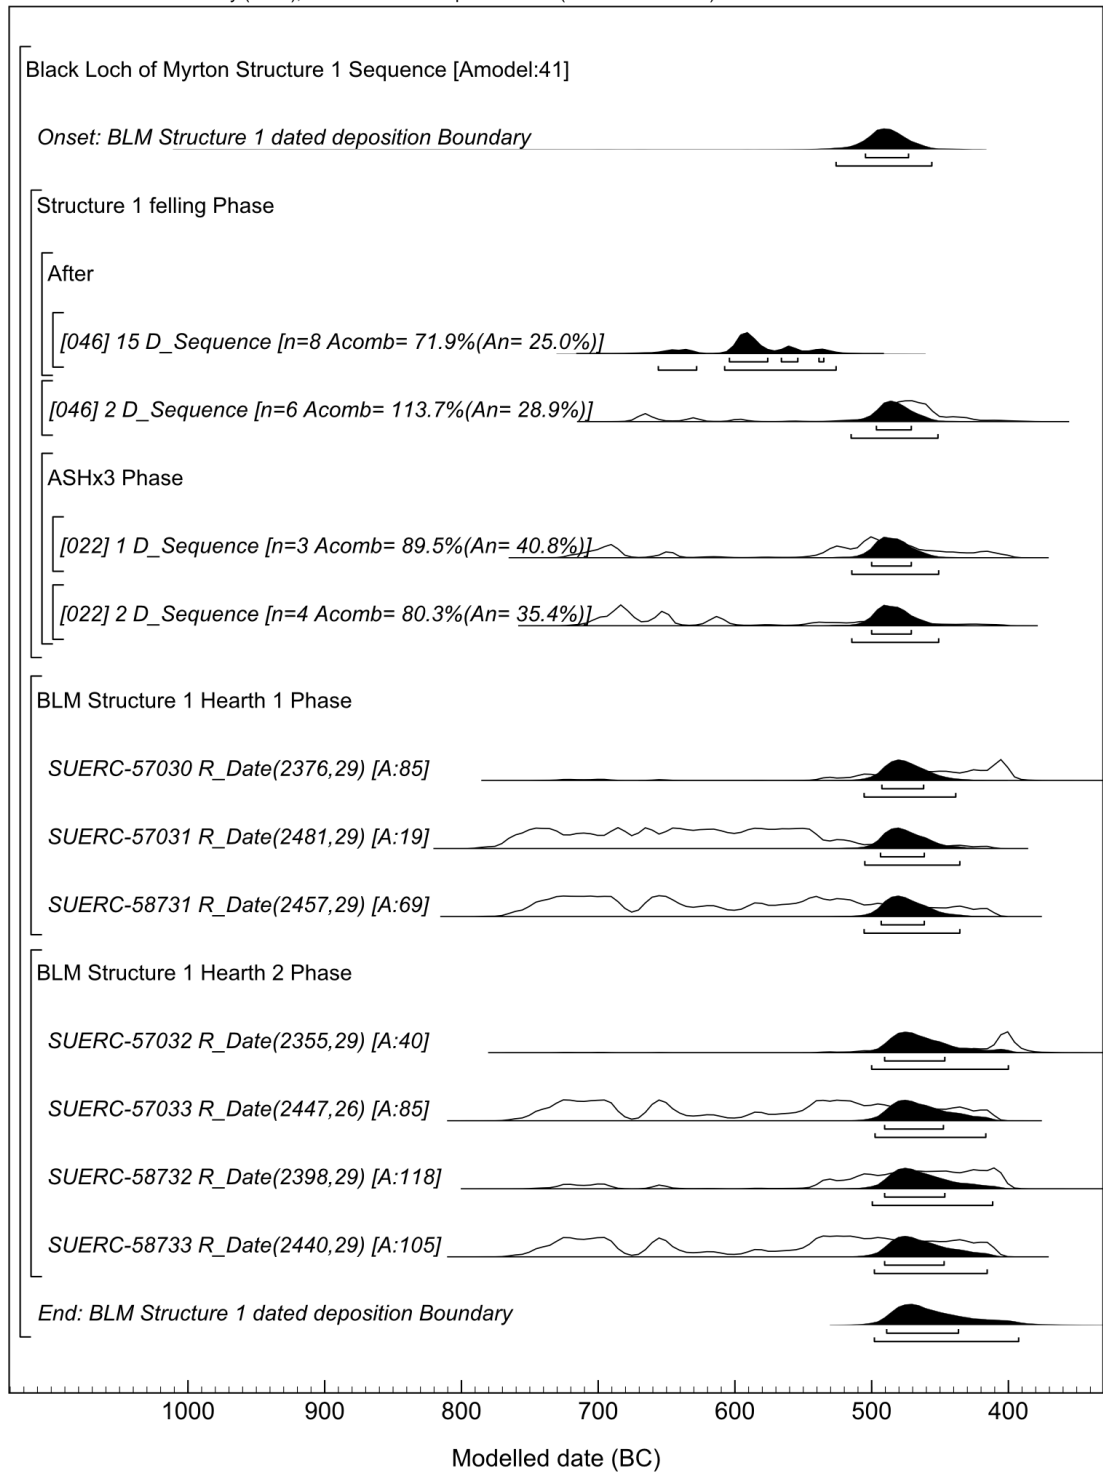 Black Loch of Myrton Structure 1 Sequence [Amodel:41]
Onset: BLM Structure 1 dated deposition Boundary
Structure 1 felling Phase
After
[046] 15 D_Sequence [n=8 Acomb= 71.9%(An= 25.0%)]
[046] 2 D_Sequence [n=6 Acomb= 113.7%(An= 28.9%)]
ASHx3 Phase
[022] 1 D_Sequence [n=3 Acomb= 89.5%(An= 40.8%)]
[022] 2 D_Sequence [n=4 Acomb= 80.3%(An= 35.4%)]
BLM Structure 1 Hearth 1 Phase
SUERC-57030 R_Date(2376,29) [A:85]
SUERC-57031 R_Date(2481,29) [A:19]
SUERC-58731 R_Date(2457,29) [A:69]
BLM Structure 1 Hearth 2 Phase
SUERC-57032 R_Date(2355,29) [A:40]
SUERC-57033 R_Date(2447,26) [A:85]
SUERC-58732 R_Date(2398,29) [A:118]
SUERC-58733 R_Date(2440,29) [A:105]
End: BLM Structure 1 dated deposition Boundary
1000 900 800 700 600 500 400
Modelled date (BC)